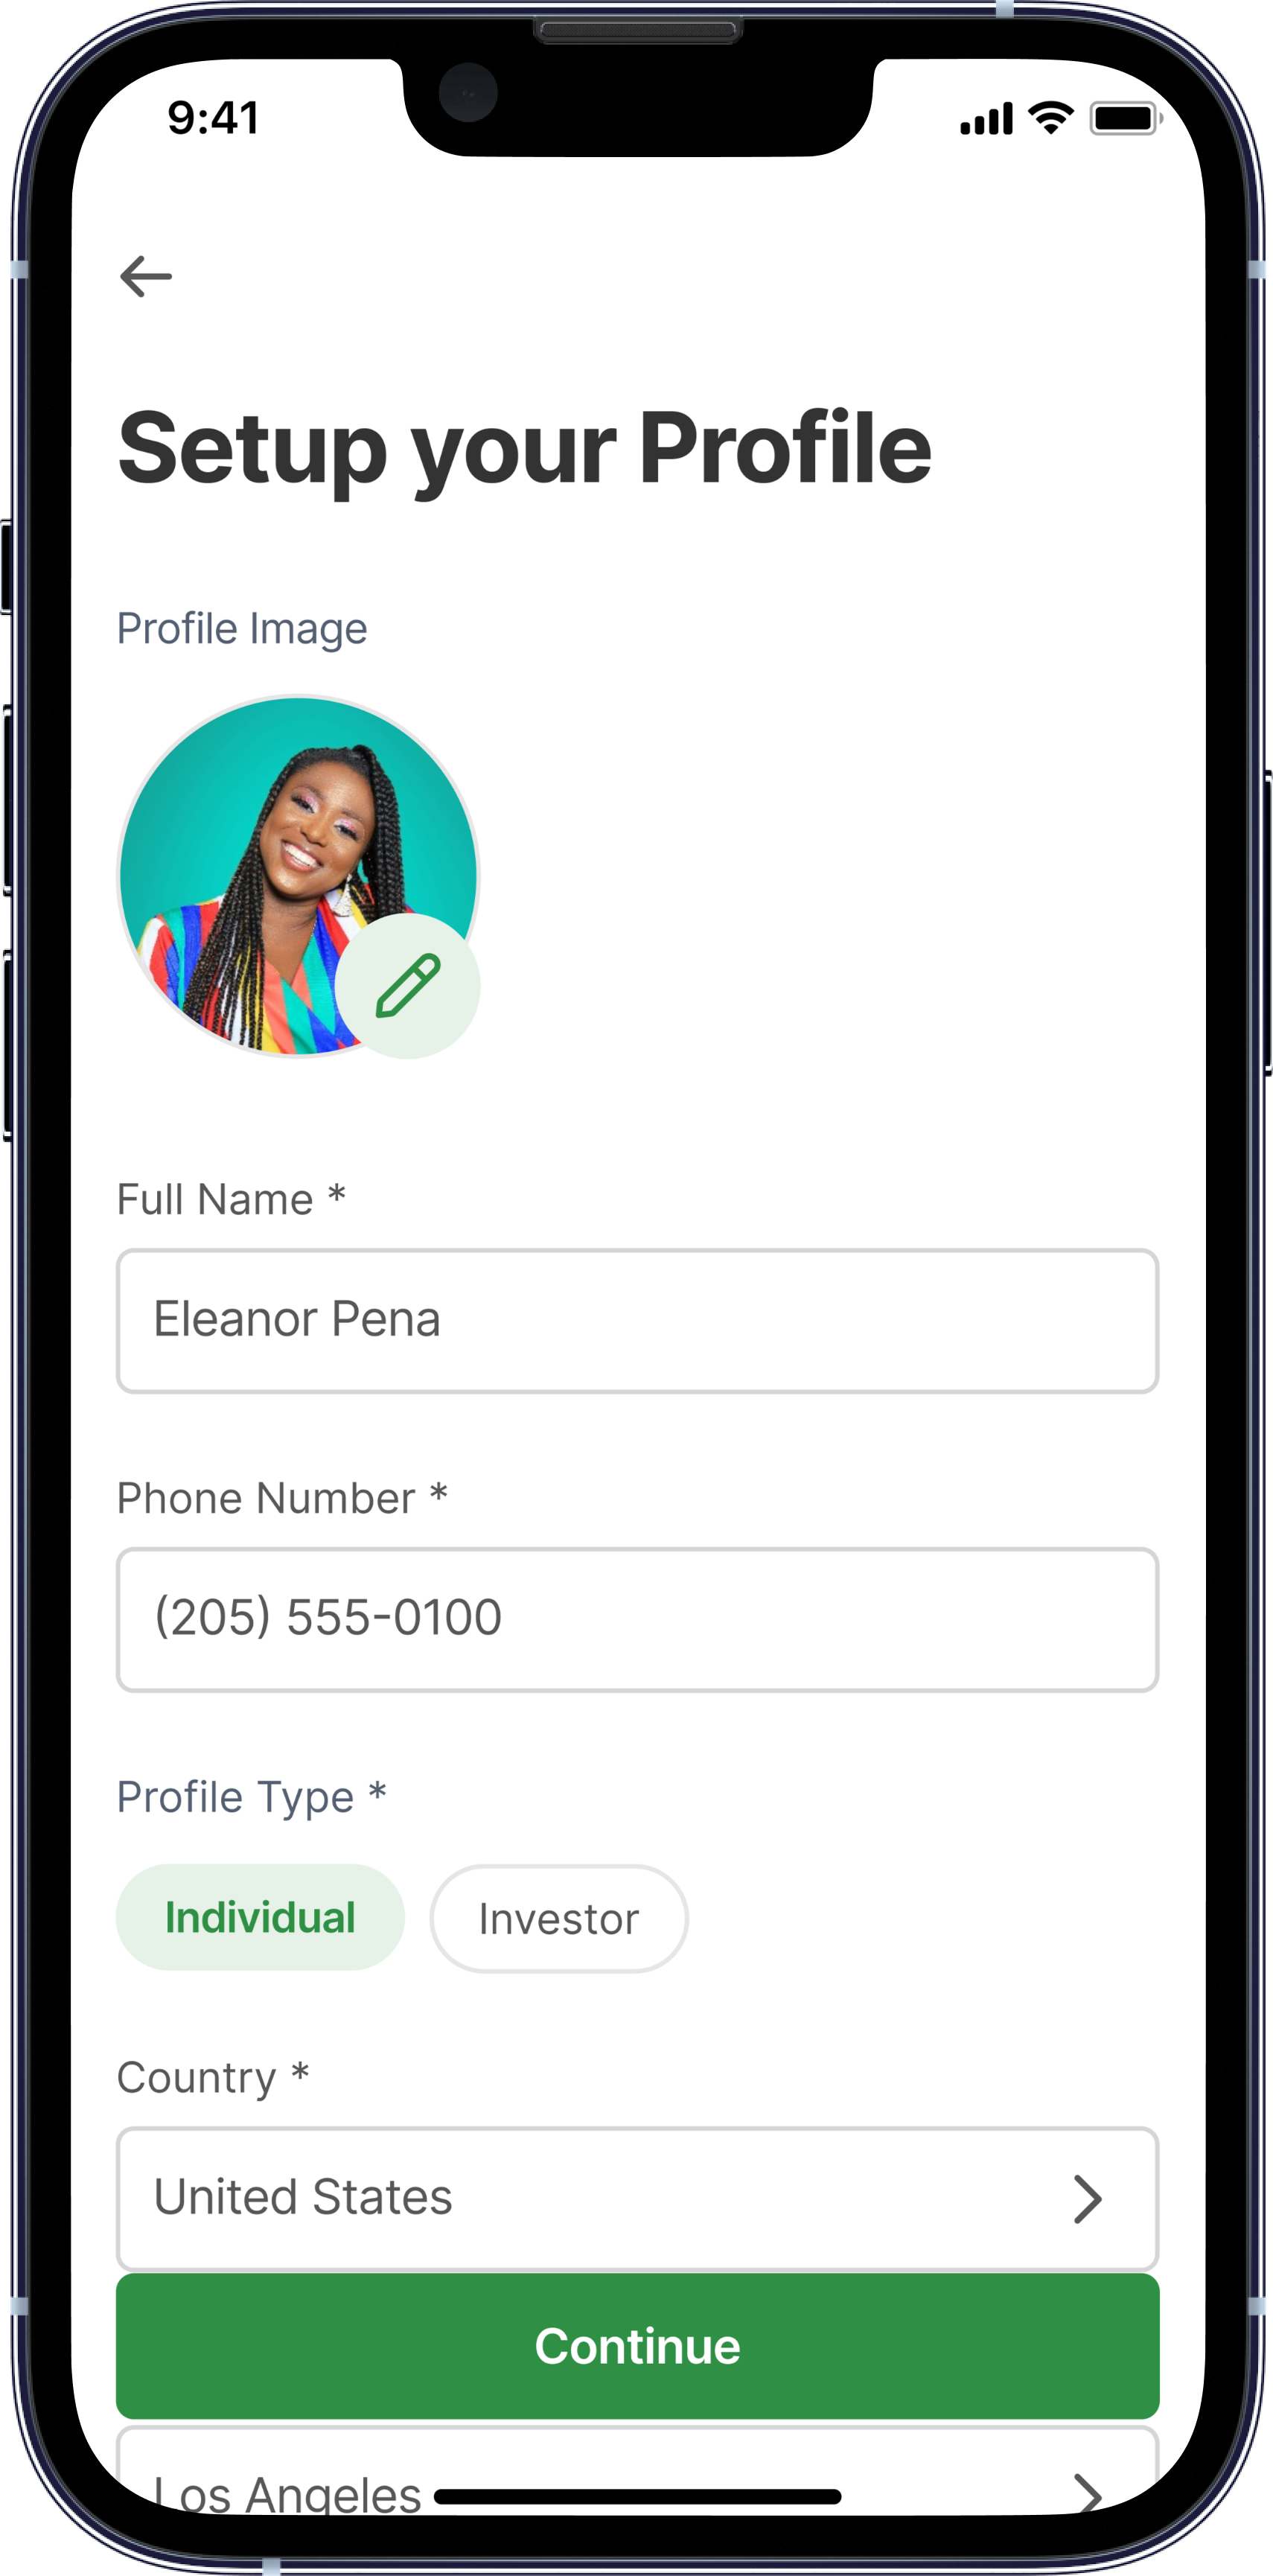 9:41
Setup your Profile
Profile Image
Full Name *
Eleanor Pena
Phone Number *
(205) 555-0100
Profile Type *
Individual Investor
Country *
United States
Continue
Los Angeles